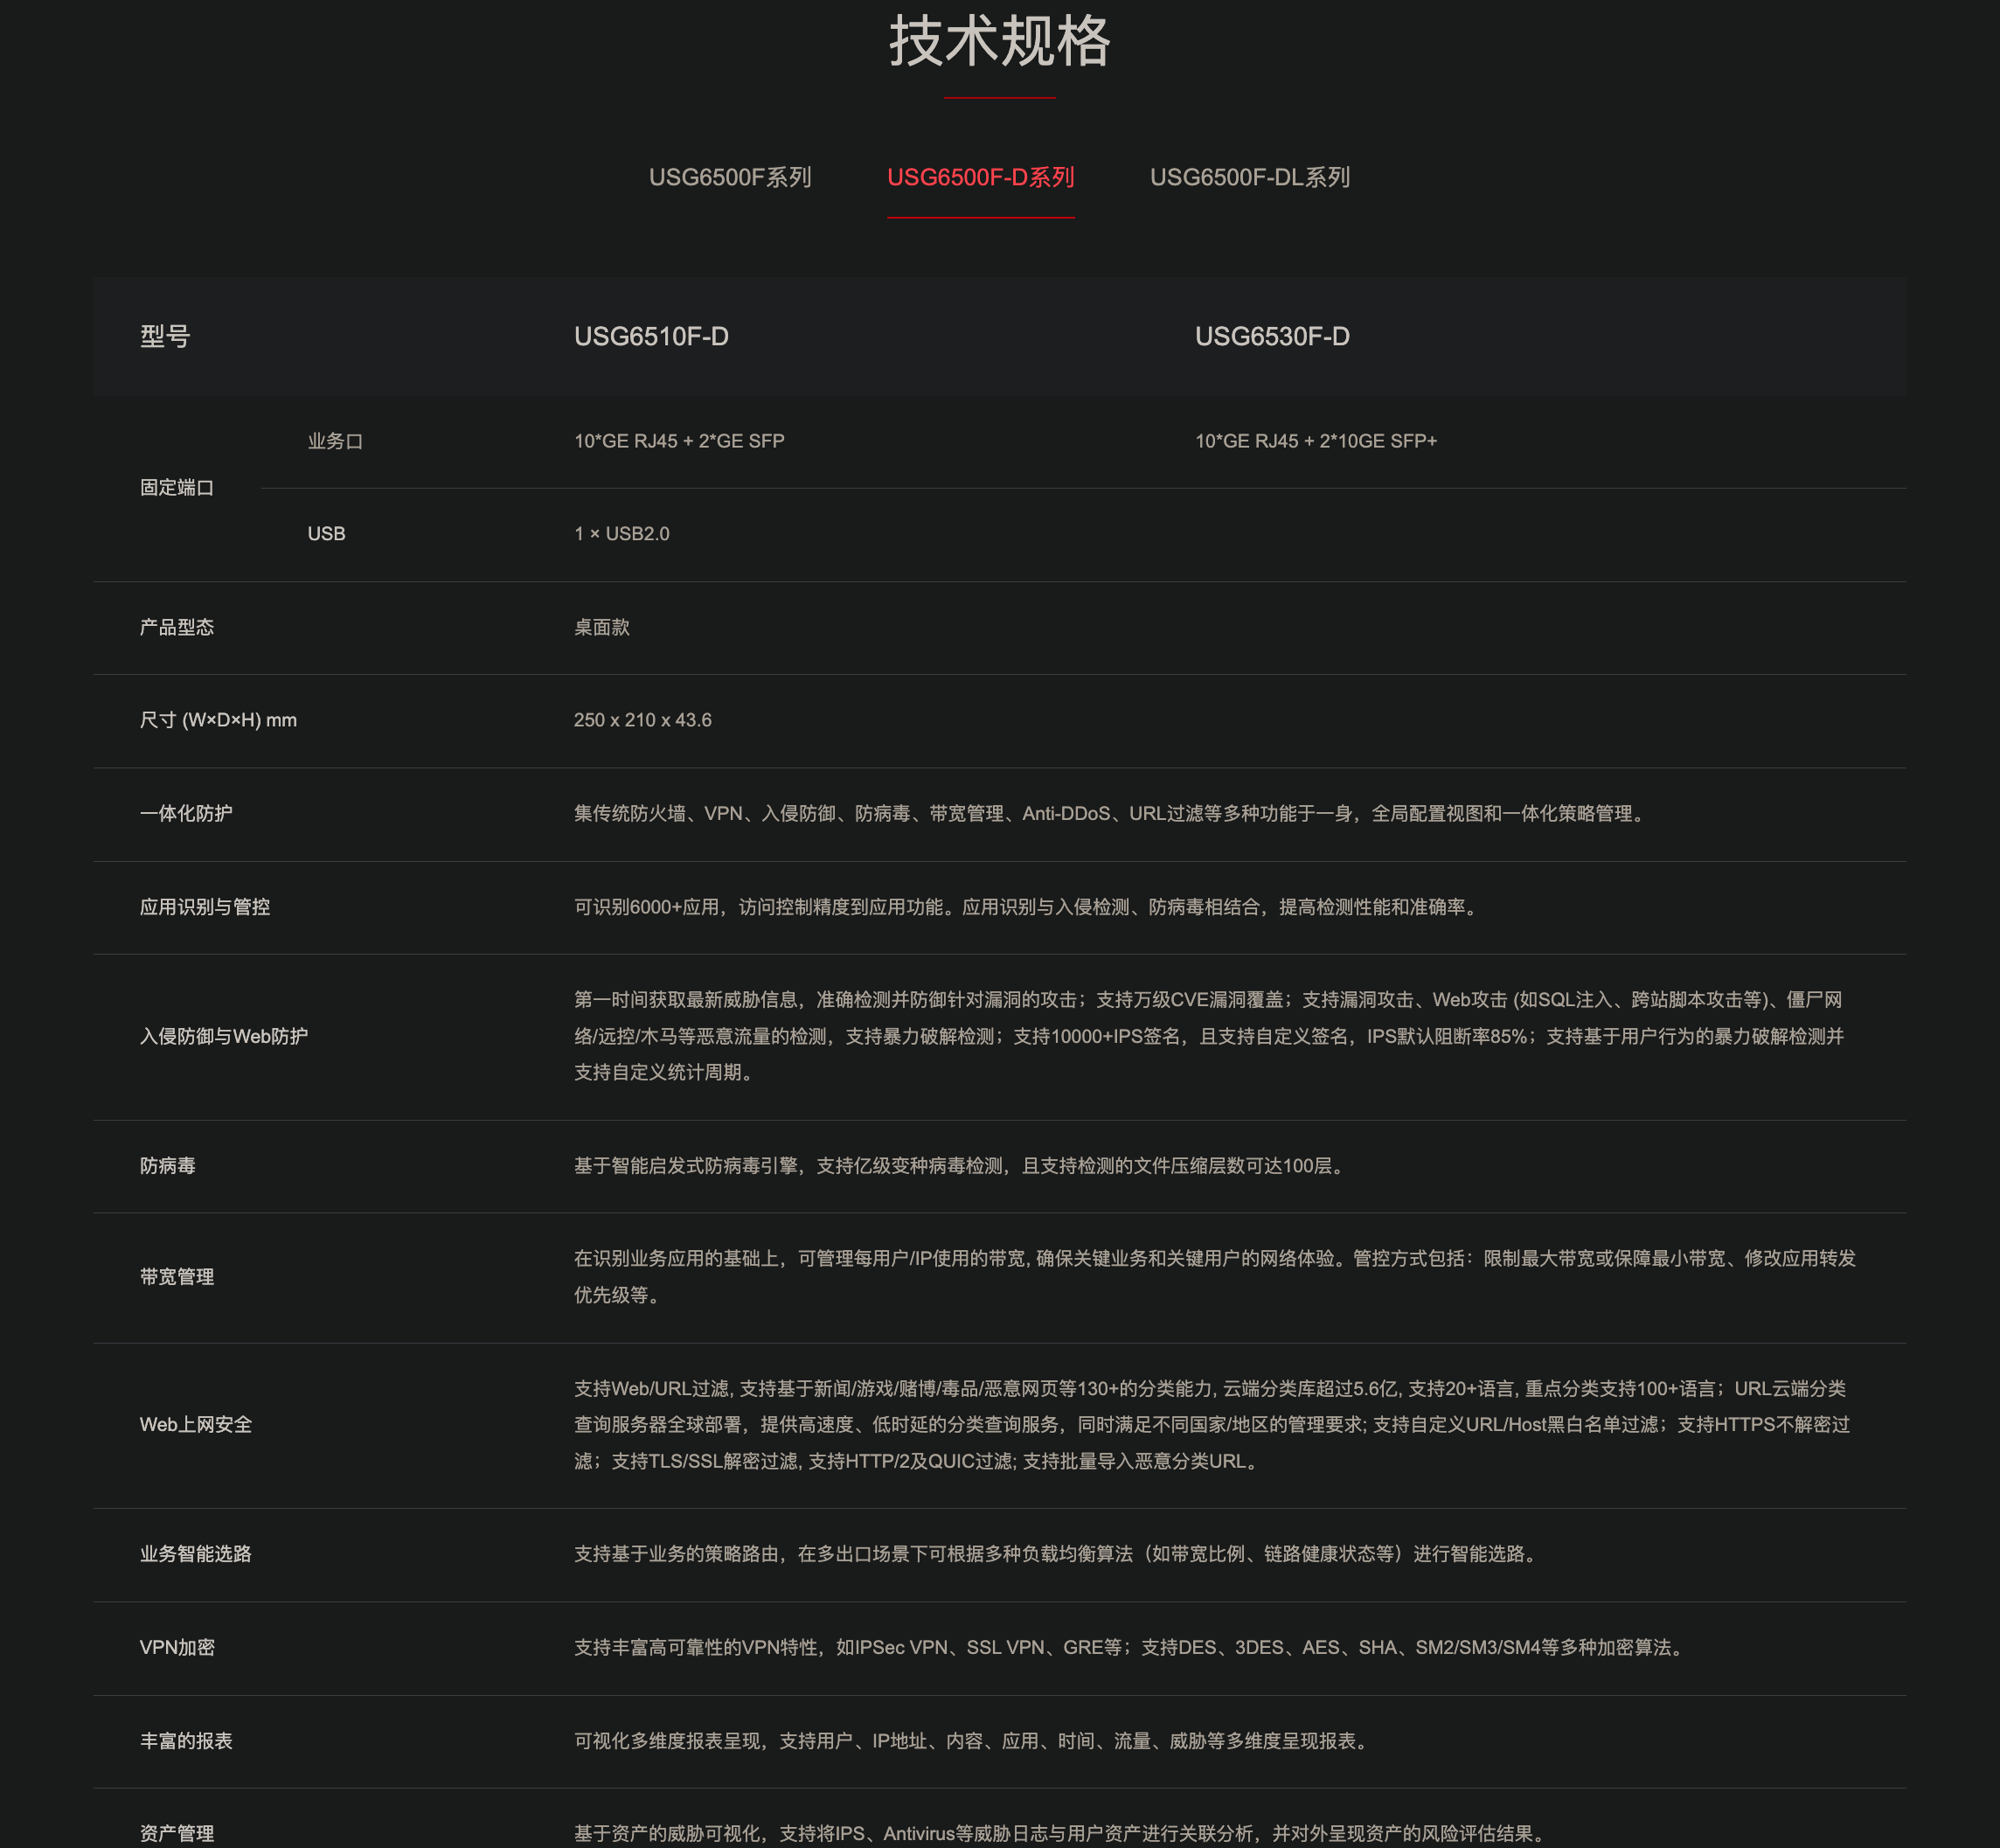 技术规格
USG6500F系列 USG6500F-D系列 USG6500F-DL系列
型号 USG6510F-D USG6530F-D
固定端口
业务口 10*GE RJ45 + 2*GE SFP 10*GE RJ45 + 2*10GE SFP+
USB 1 × USB2.0
产品型态 桌面款
尺寸 (W×D×H) mm 250 x 210 x 43.6
一体化防护 集传统防火墙、VPN、入侵防御、防病毒、带宽管理、Anti-DDoS、URL过滤等多种功能于一身，全局配置视图和一体化策略管理。
应用识别与管控 可识别6000+应用，访问控制精度到应用功能。应用识别与入侵检测、防病毒相结合，提高检测性能和准确率。
入侵防御与Web防护
第一时间获取最新威胁信息，准确检测并防御针对漏洞的攻击；支持万级CVE漏洞覆盖；支持漏洞攻击、Web攻击 (如SQL注入、跨站脚本攻击等)、僵尸网
络/远控/木马等恶意流量的检测，支持暴力破解检测；支持10000+IPS签名，且支持自定义签名，IPS默认阻断率85%；支持基于用户行为的暴力破解检测并
支持自定义统计周期。
防病毒 基于智能启发式防病毒引擎，支持亿级变种病毒检测，且支持检测的文件压缩层数可达100层。
带宽管理
在识别业务应用的基础上，可管理每用户/IP使用的带宽, 确保关键业务和关键用户的网络体验。管控方式包括：限制最大带宽或保障最小带宽、修改应用转发
优先级等。
Web上网安全
支持Web/URL过滤, 支持基于新闻/游戏/赌博/毒品/恶意网页等130+的分类能力, 云端分类库超过5.6亿, 支持20+语言, 重点分类支持100+语言；URL云端分类
查询服务器全球部署，提供高速度、低时延的分类查询服务，同时满足不同国家/地区的管理要求; 支持自定义URL/Host黑白名单过滤；支持HTTPS不解密过
滤；支持TLS/SSL解密过滤, 支持HTTP/2及QUIC过滤; 支持批量导入恶意分类URL。
业务智能选路 支持基于业务的策略路由，在多出口场景下可根据多种负载均衡算法（如带宽比例、链路健康状态等）进行智能选路。
VPN加密 支持丰富高可靠性的VPN特性，如IPSec VPN、SSL VPN、GRE等；支持DES、3DES、AES、SHA、SM2/SM3/SM4等多种加密算法。
丰富的报表 可视化多维度报表呈现，支持用户、IP地址、内容、应用、时间、流量、威胁等多维度呈现报表。
资产管理 基于资产的威胁可视化，支持将IPS、Antivirus等威胁日志与用户资产进行关联分析，并对外呈现资产的风险评估结果。